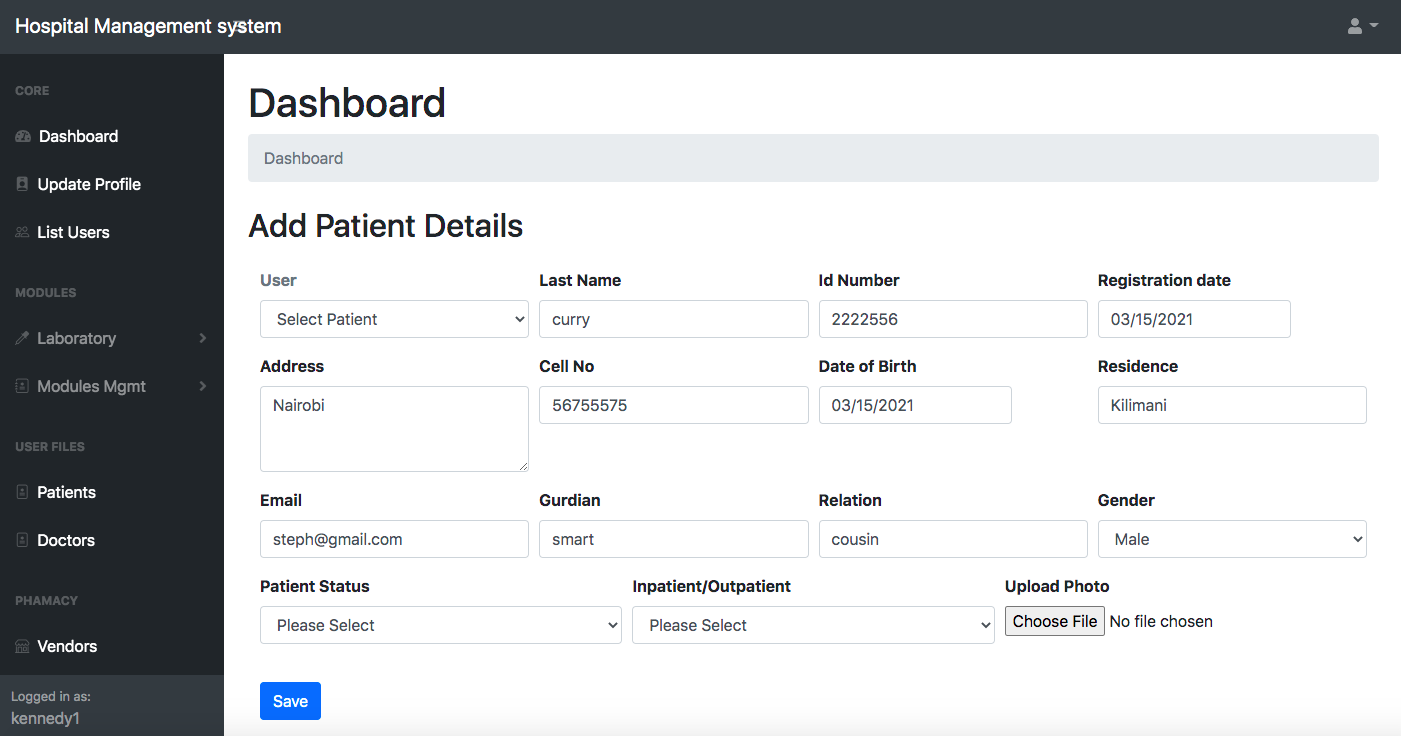 Hospital Management system
CORE
Dashboard
Update Profile
List Users
MODULES
Laboratory
Modules Mgmt
USER FILES
Patients
Doctors
PHAMACY
Vendors
Logged in as:
kennedy1
Dashboard
Dashboard
Add Patient Details
User Last Name Id Number Registration date
Select Patient curry 2222556 03/15/2021
Address Cell No Date of Birth Residence
Nairobi 56755575 03/15/2021 Kilimani
Email Gurdian Relation Gender
steph@gmail.com smart cousin Male
Patient Status Inpatient/Outpatient Upload Photo
Please Select Please Select Choose File No file chosen
Save